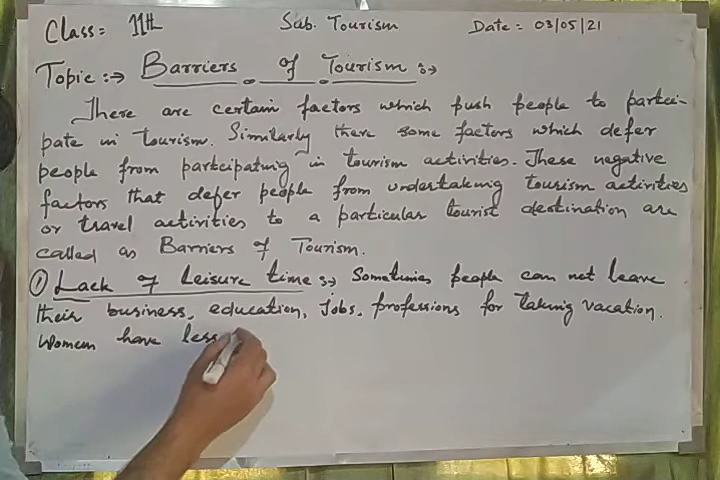 Class: 11th Sub. Tourism Date: 03/05/21
Topic :→ Barriers of Tourism :→
There are certain factors which push people to partici-
pate in tourism. Similarly there some factors which defer
people from participating in tourism activities. These negative
factors that defer people from undertaking tourism activities
or travel activities to a particular tourist destination are
called as Barriers of Tourism.
① Lack of Leisure time :→ Sometimes people can not leave
their business, education, Jobs, professions for taking vacation.
Women have less